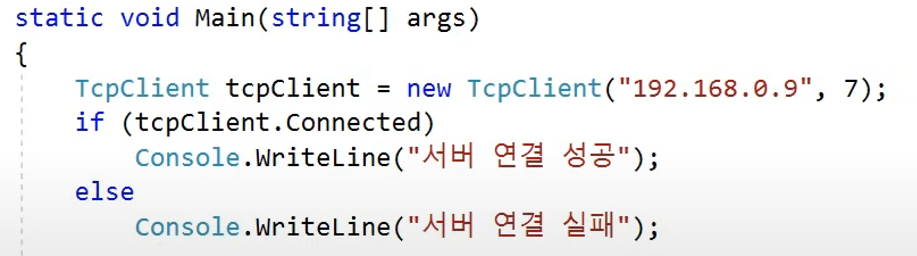 static void Main(string[] args)
{
TcpClient tcpClient = new TcpClient("192.168.0.9", 7);
if (tcpClient.Connected)
Console.WriteLine("서버 연결 성공");
else
Console.WriteLine("서버 연결 실패");